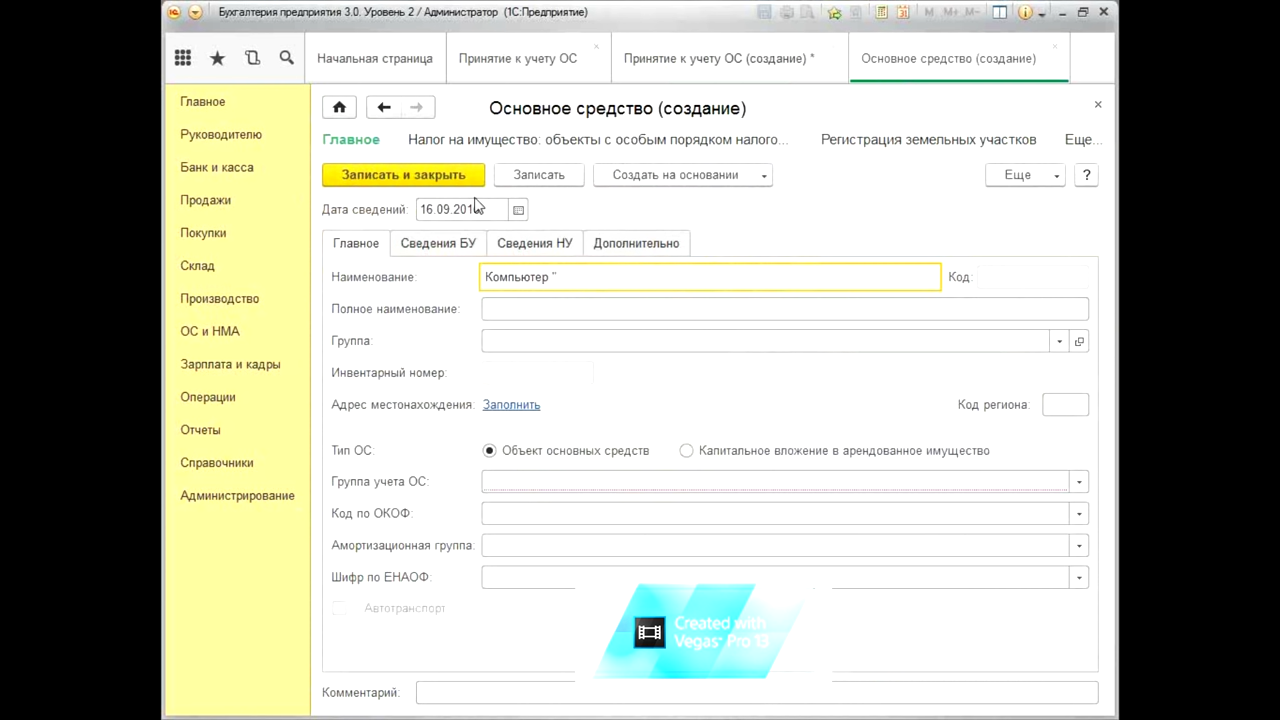 Бухгалтерия предприятия 3.0. Уровень 2 / Администратор (1С:Предприятие)
M M+ M-
Начальная страница
Принятие к учету ОС
Принятие к учету ОС (создание) *
Основное средство (создание)
Главное
Руководителю
Банк и касса
Продажи
Покупки
Склад
Производство
ОС и НМА
Зарплата и кадры
Операции
Отчеты
Справочники
Администрирование
Основное средство (создание)
Главное Налог на имущество: объекты с особым порядком налого... Регистрация земельных участков Еще...
Записать и закрыть Записать Создать на основании Еще ?
Дата сведений: 16.09.201
Главное Сведения БУ Сведения НУ Дополнительно
Наименование: Компьютер " Код:
Полное наименование:
Группа:
Инвентарный номер:
Адрес местонахождения: Заполнить Код региона:
Тип ОС: Объект основных средств Капитальное вложение в арендованное имущество
Группа учета ОС:
Код по ОКОФ:
Амортизационная группа:
Шифр по ЕНАОФ:
Автотранспорт
Created with
Vegas Pro 13
Комментарий: